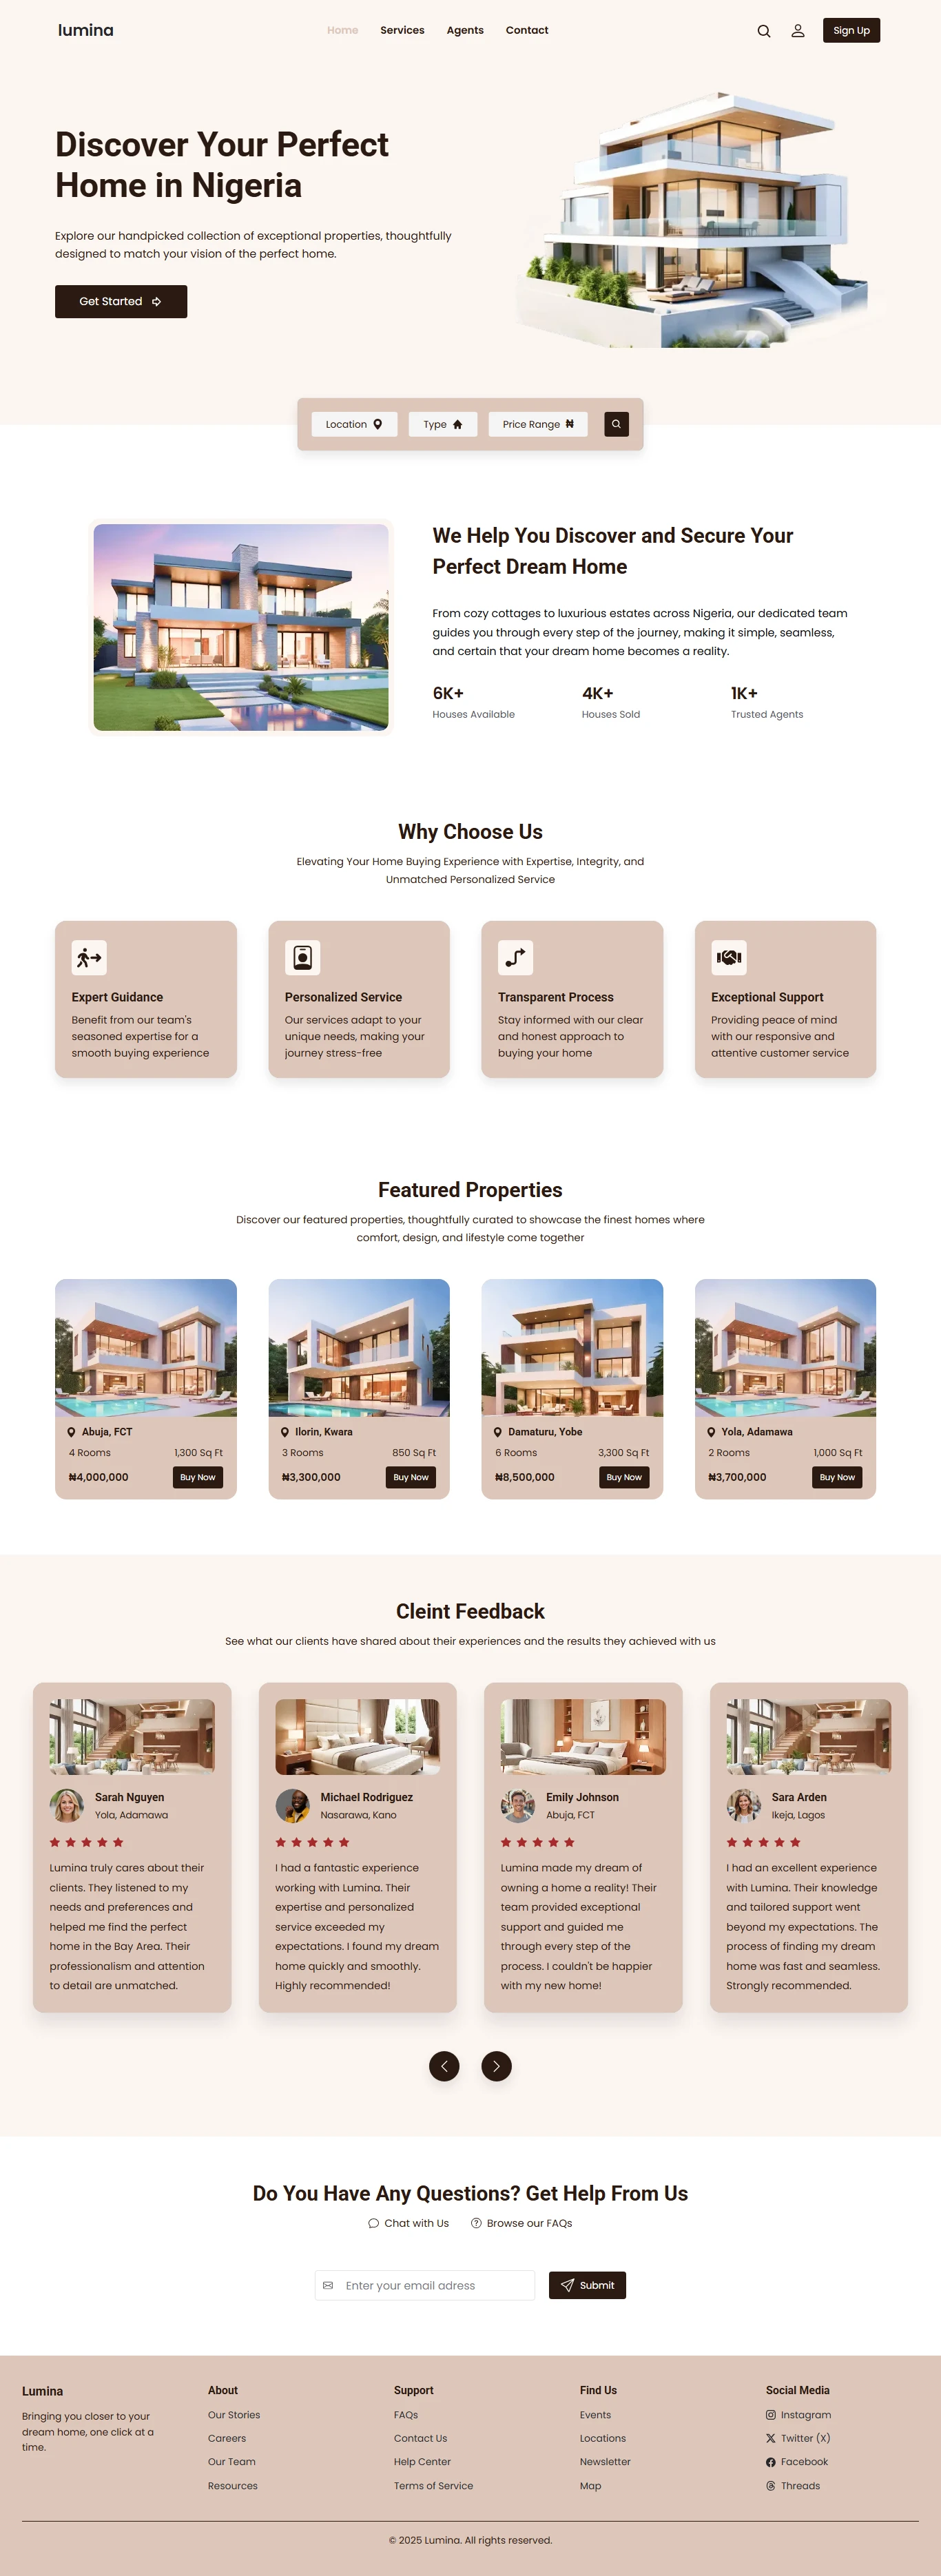 lumina
Home
Services
Agents
Contact
Sign Up
Discover Your Perfect
Home in Nigeria
Explore our handpicked collection of exceptional properties, thoughtfully
designed to match your vision of the perfect home.
Get Started
Location
Type
Price Range ₦
We Help You Discover and Secure Your
Perfect Dream Home
From cozy cottages to luxurious estates across Nigeria, our dedicated team
guides you through every step of the journey, making it simple, seamless,
and certain that your dream home becomes a reality.
6K+
Houses Available
4K+
Houses Sold
1K+
Trusted Agents
Why Choose Us
Elevating Your Home Buying Experience with Expertise, Integrity, and
Unmatched Personalized Service
Expert Guidance
Benefit from our team's
seasoned expertise for a
smooth buying experience
Personalized Service
Our services adapt to your
unique needs, making your
journey stress-free
Transparent Process
Stay informed with our clear
and honest approach to
buying your home
Exceptional Support
Providing peace of mind
with our responsive and
attentive customer service
Featured Properties
Discover our featured properties, thoughtfully curated to showcase the finest homes where
comfort, design, and lifestyle come together
Abuja, FCT
4 Rooms
1,300 Sq Ft
₦4,000,000
Buy Now
Ilorin, Kwara
3 Rooms
850 Sq Ft
₦3,300,000
Buy Now
Damaturu, Yobe
6 Rooms
3,300 Sq Ft
₦8,500,000
Buy Now
Yola, Adamawa
2 Rooms
1,000 Sq Ft
₦3,700,000
Buy Now
Cleint Feedback
See what our clients have shared about their experiences and the results they achieved with us
Sarah Nguyen
Yola, Adamawa
Lumina truly cares about their
clients. They listened to my
needs and preferences and
helped me find the perfect
home in the Bay Area. Their
professionalism and attention
to detail are unmatched.
Michael Rodriguez
Nasarawa, Kano
I had a fantastic experience
working with Lumina. Their
expertise and personalized
service exceeded my
expectations. I found my dream
home quickly and smoothly.
Highly recommended!
Emily Johnson
Abuja, FCT
Lumina made my dream of
owning a home a reality! Their
team provided exceptional
support and guided me
through every step of the
process. I couldn't be happier
with my new home!
Sara Arden
Ikeja, Lagos
I had an excellent experience
with Lumina. Their knowledge
and tailored support went
beyond my expectations. The
process of finding my dream
home was fast and seamless.
Strongly recommended.
Do You Have Any Questions? Get Help From Us
Chat with Us
Browse our FAQs
Enter your email adress
Submit
Lumina
Bringing you closer to your
dream home, one click at a
time.
About
Our Stories
Careers
Our Team
Resources
Support
FAQs
Contact Us
Help Center
Terms of Service
Find Us
Events
Locations
Newsletter
Map
Social Media
Instagram
Twitter (X)
Facebook
Threads
© 2025 Lumina. All rights reserved.